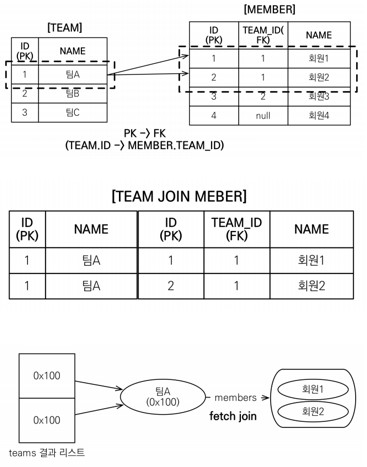 [TEAM]
[MEMBER]
ID
(PK)
NAME
1
팀A
2
팀B
3
팀C
ID
(PK)
TEAM_ID(
FK)
NAME
1
1
회원1
2
1
회원2
3
2
회원3
4
null
회원4
PK -> FK
(TEAM.ID -> MEMBER.TEAM_ID)
[TEAM JOIN MEBER]
ID
(PK)
NAME
ID
(PK)
TEAM_ID
(FK)
NAME
1
팀A
1
1
회원1
1
팀A
2
1
회원2
0x100
0x100
teams 결과 리스트
팀A
(0x100)
members
fetch join
회원1
회원2